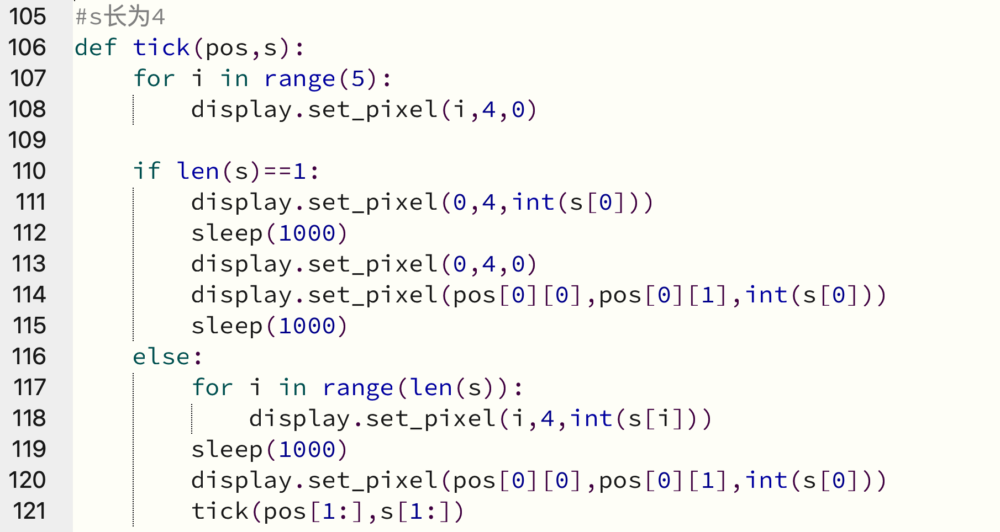 105 #s长为4
106 def tick(pos,s):
107     for i in range(5):
108         display.set_pixel(i,4,0)
109
110     if len(s)==1:
111         display.set_pixel(0,4,int(s[0]))
112         sleep(1000)
113         display.set_pixel(0,4,0)
114         display.set_pixel(pos[0][0],pos[0][1],int(s[0]))
115         sleep(1000)
116     else:
117         for i in range(len(s)):
118             display.set_pixel(i,4,int(s[i]))
119         sleep(1000)
120         display.set_pixel(pos[0][0],pos[0][1],int(s[0]))
121         tick(pos[1:],s[1:])